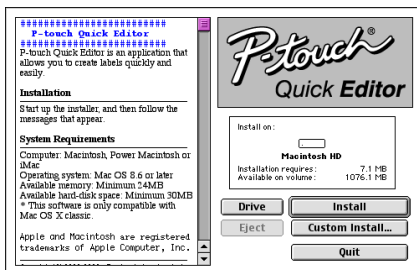 ##########################
P-touch Quick Editor
##########################
P-touch Quick Editor is an application that
allows you to create labels quickly and
easily.
Installation
Start up the installer, and then follow the
messages that appear.
System Requirements
Computer: Macintosh, Power Macintosh or
iMac
Operating system: Mac OS 8.6 or later
Available memory: Minimum 24MB
Available hard-disk space: Minimum 30MB
* This software is only compatible with
Mac OS X classic.
Apple and Macintosh are registered
trademarks of Apple Computer, Inc.
P-touch®
Quick Editor
Install on:
Macintosh HD
Installation requires: 7.1 MB
Available on volume: 1076.1 MB
Drive
Install
Eject
Custom Install...
Quit